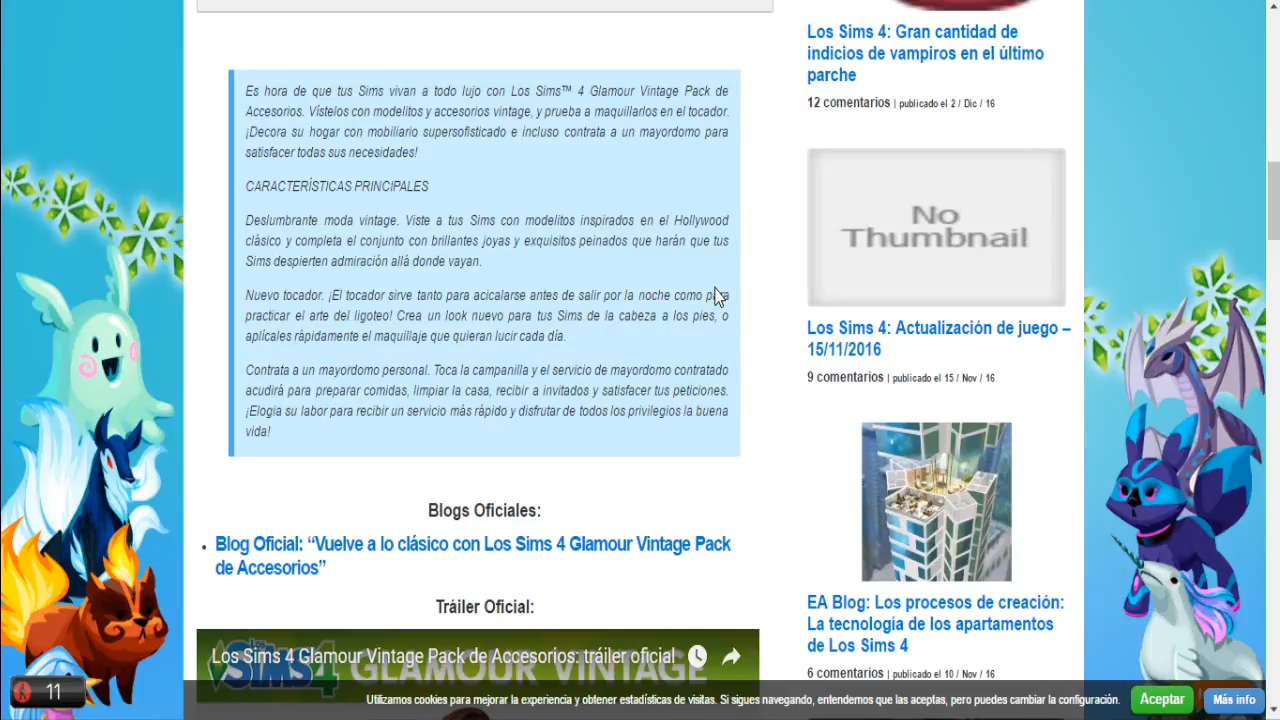 Es hora de que tus Sims vivan a todo lujo con Los Sims™ 4 Glamour Vintage Pack de
Accesorios. Vístelos con modelitos y accesorios vintage, y prueba a maquillarlos en el tocador.
¡Decora su hogar con mobiliario supersofisticado e incluso contrata a un mayordomo para
satisfacer todas sus necesidades!
CARACTERÍSTICAS PRINCIPALES
Deslumbrante moda vintage. Viste a tus Sims con modelitos inspirados en el Hollywood
clásico y completa el conjunto con brillantes joyas y exquisitos peinados que harán que tus
Sims despierten admiración allá donde vayan.
Nuevo tocador. ¡El tocador sirve tanto para acicalarse antes de salir por la noche como para
practicar el arte del ligoteo! Crea un look nuevo para tus Sims de la cabeza a los pies, o
aplícales rápidamente el maquillaje que quieran lucir cada día.
Contrata a un mayordomo personal. Toca la campanilla y el servicio de mayordomo contratado
acudirá para preparar comidas, limpiar la casa, recibir a invitados y satisfacer tus peticiones.
¡Elogia su labor para recibir un servicio más rápido y disfrutar de todos los privilegios la buena
vida!
Blogs Oficiales:
• Blog Oficial: “Vuelve a lo clásico con Los Sims 4 Glamour Vintage Pack
de Accesorios”
Tráiler Oficial:
Los Sims 4 Glamour Vintage Pack de Accesorios: tráiler oficial
Los SIMS 4 GLAMOUR VINTAGE
Los Sims 4: Gran cantidad de
indicios de vampiros en el último
parche
12 comentarios | publicado el 2 / Dic / 16
No
Thumbnail
Los Sims 4: Actualización de juego –
15/11/2016
9 comentarios | publicado el 15 / Nov / 16
EA Blog: Los procesos de creación:
La tecnología de los apartamentos
de Los Sims 4
6 comentarios | publicado el 10 / Nov / 16
11
Utilizamos cookies para mejorar la experiencia y obtener estadísticas de visitas. Si sigues navegando, entendemos que las aceptas, pero puedes cambiar la configuración.
Aceptar
Más info